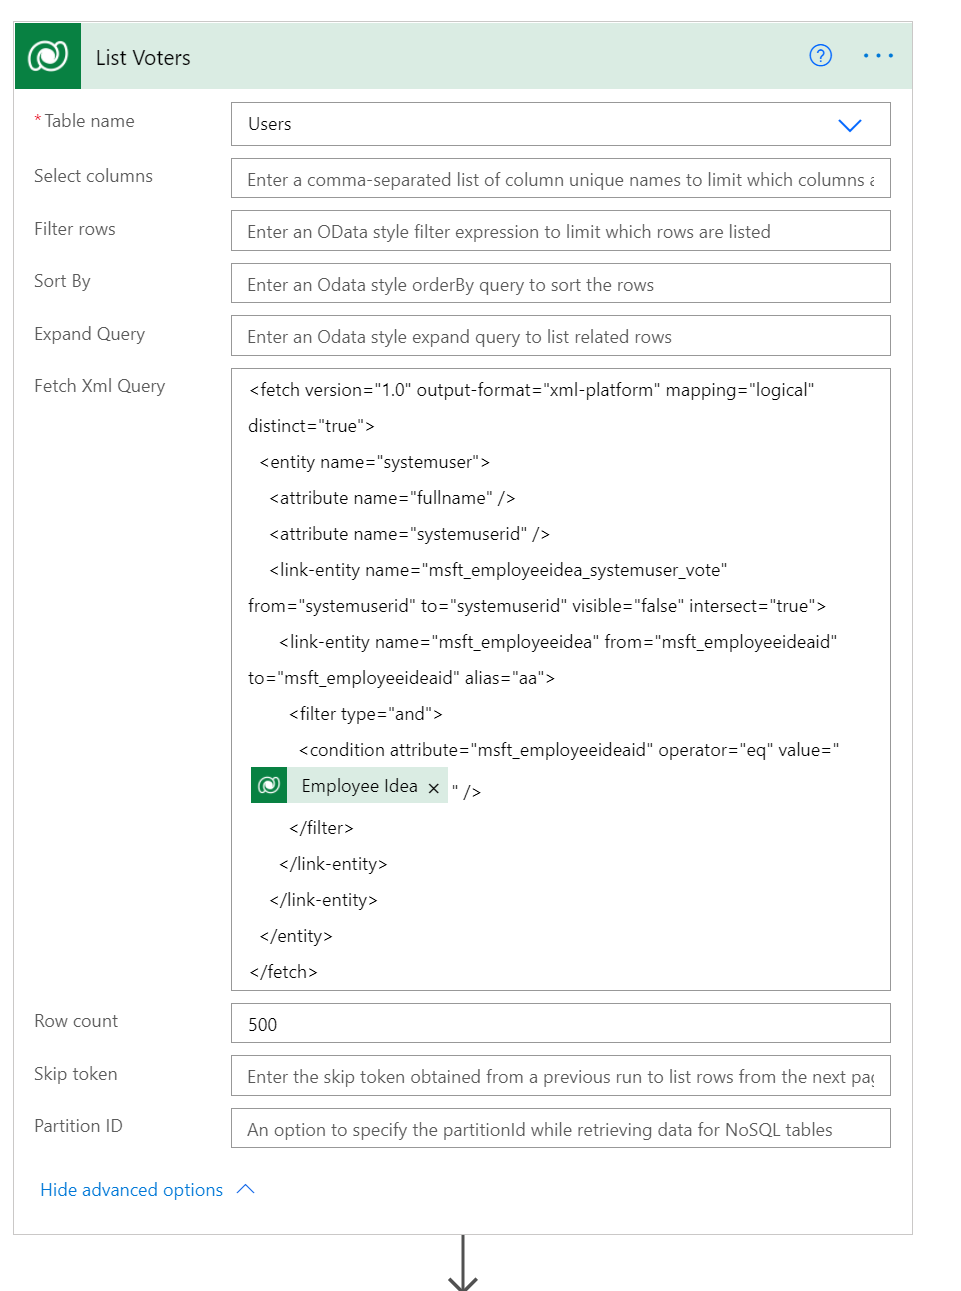 List Voters
* Table name
Users
Select columns
Enter a comma-separated list of column unique names to limit which columns a
Filter rows
Enter an OData style filter expression to limit which rows are listed
Sort By
Enter an Odata style orderBy query to sort the rows
Expand Query
Enter an Odata style expand query to list related rows
Fetch Xml Query
<fetch version="1.0" output-format="xml-platform" mapping="logical"
distinct="true">
<entity name="systemuser">
<attribute name="fullname" />
<attribute name="systemuserid" />
<link-entity name="msft_employeeidea_systemuser_vote"
from="systemuserid" to="systemuserid" visible="false" intersect="true">
<link-entity name="msft_employeeidea" from="msft_employeeideaid"
to="msft_employeeideaid" alias="aa">
<filter type="and">
<condition attribute="msft_employeeideaid" operator="eq" value="
Employee Idea × " />
</filter>
</link-entity>
</link-entity>
</entity>
</fetch>
Row count
500
Skip token
Enter the skip token obtained from a previous run to list rows from the next pag
Partition ID
An option to specify the partitionId while retrieving data for NoSQL tables
Hide advanced options